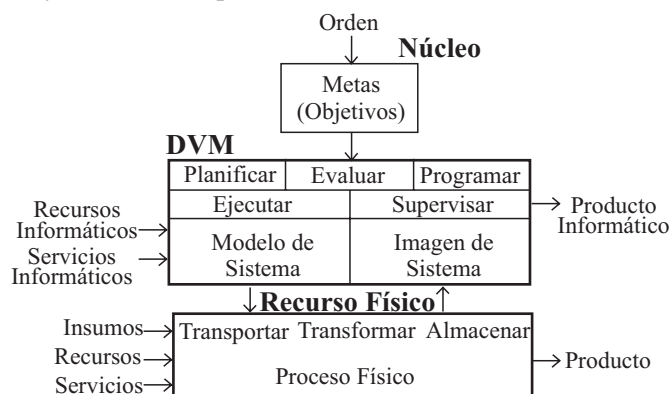 Orden
Núcleo
Metas
(Objetivos)
DVM
Planificar Evaluar Programar
Ejecutar Supervisar
Recursos
Informáticos
Servicios
Informáticos
Modelo de
Sistema
Imagen de
Sistema
Producto
Informático
Recurso Físico
Insumos
Recursos
Servicios
Transportar Transformar Almacenar
Proceso Físico
Producto